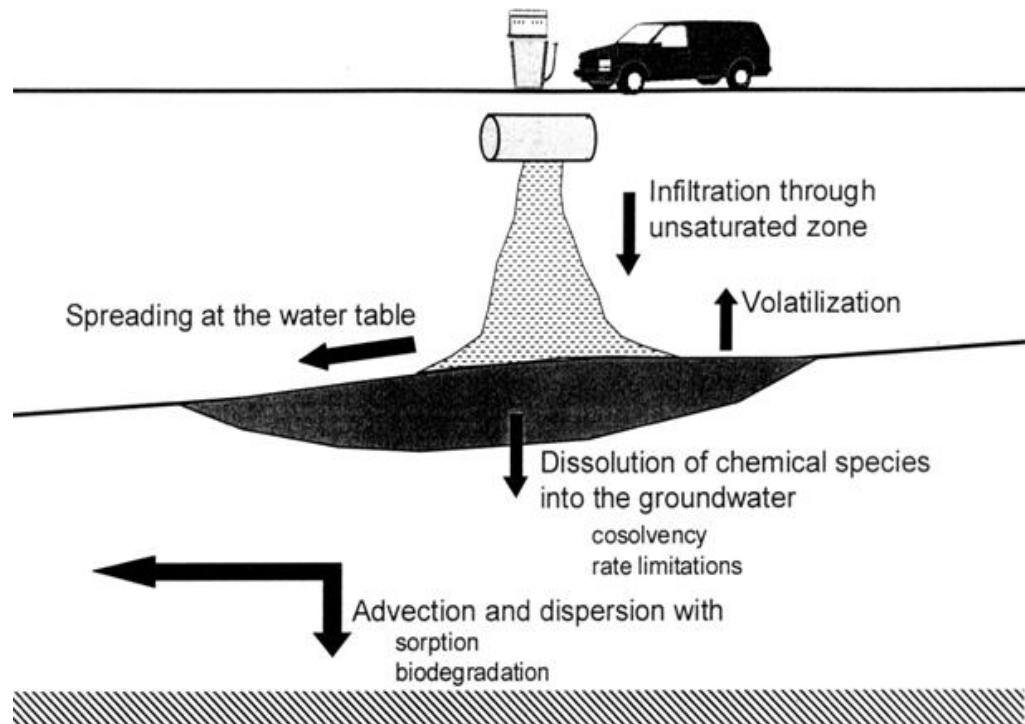 Infiltration through
unsaturated zone
Volatilization
Spreading at the water table
Dissolution of chemical species
into the groundwater
cosolvency
rate limitations
Advection and dispersion with
sorption
biodegradation